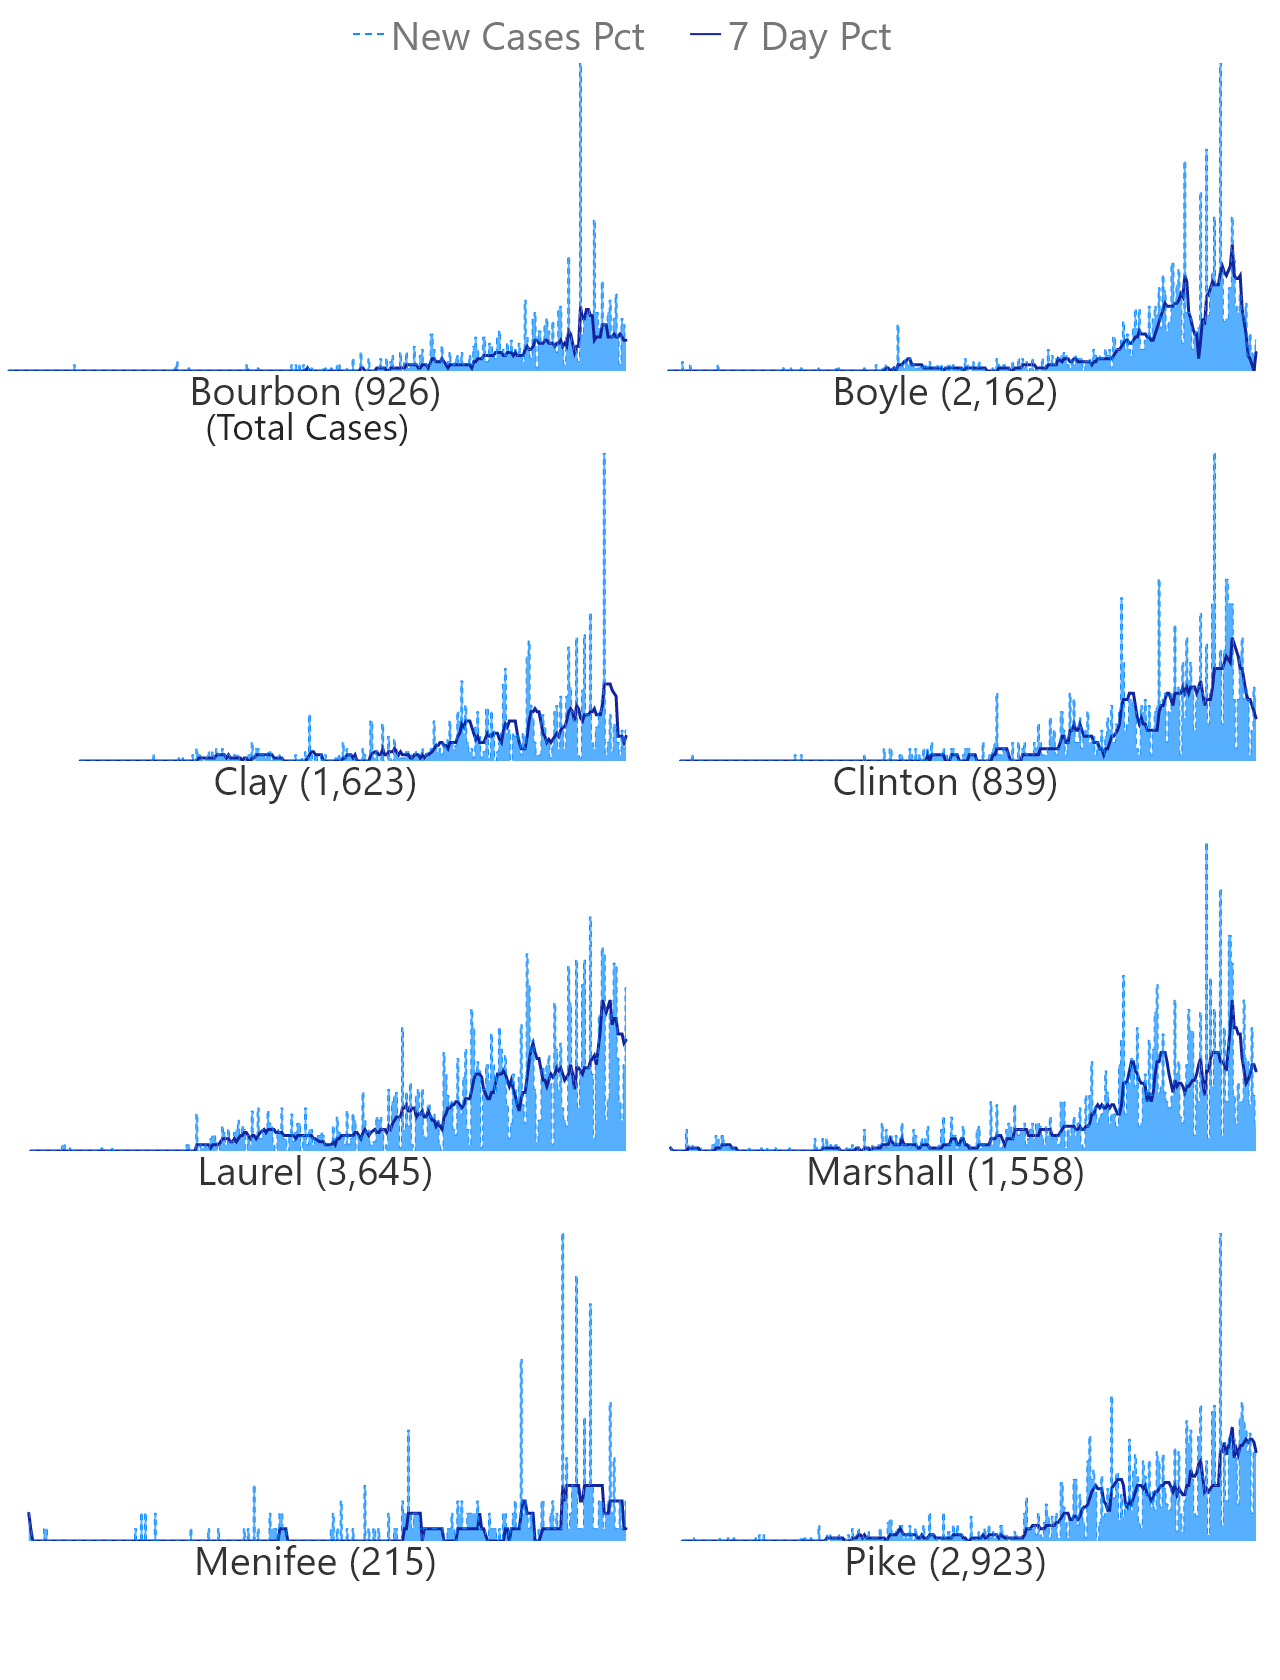 New Cases Pct 7 Day Pct
Bourbon (926)
(Total Cases)
Boyle (2,162)
Clay (1,623)
Clinton (839)
Laurel (3,645)
Marshall (1,558)
Menifee (215)
Pike (2,923)